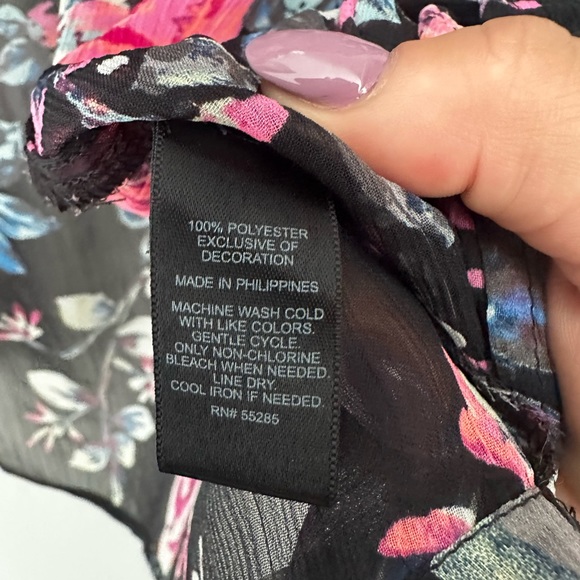 100% POLYESTER
EXCLUSIVE OF
DECORATION
MADE IN PHILIPPINES
MACHINE WASH COLD
WITH LIKE COLORS.
GENTLE CYCLE.
ONLY NON-CHLORINE
BLEACH WHEN NEEDED.
LINE DRY.
COOL IRON IF NEEDED.
RN# 55285